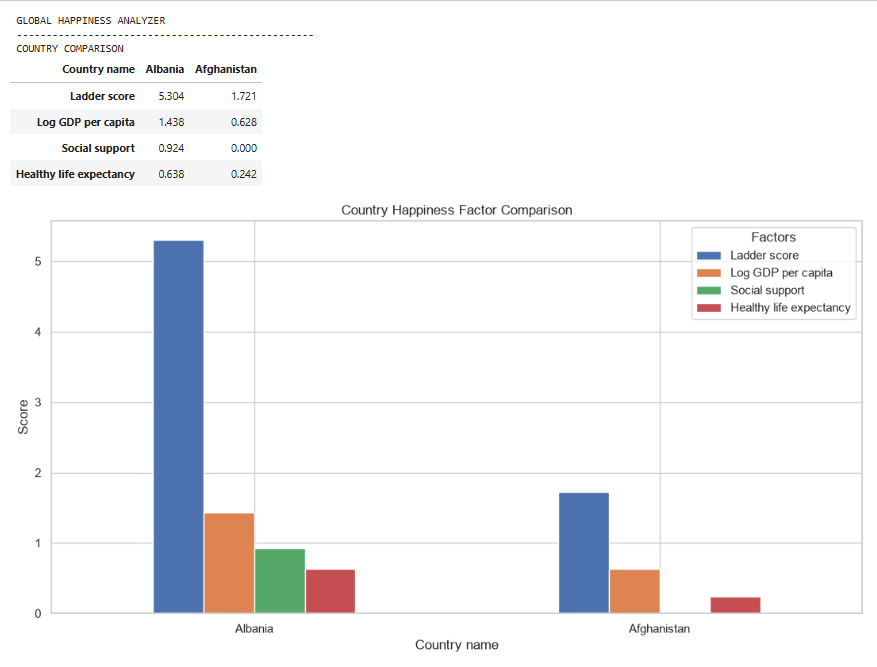 GLOBAL HAPPINESS ANALYZER
--------------------------------------------------
COUNTRY COMPARISON
Country name Albania Afghanistan
Ladder score 5.304 1.721
Log GDP per capita 1.438 0.628
Social support 0.924 0.000
Healthy life expectancy 0.638 0.242
Country Happiness Factor Comparison
Factors
Ladder score
Log GDP per capita
Social support
Healthy life expectancy
Score
5
4
3
2
1
0
Albania Afghanistan
Country name